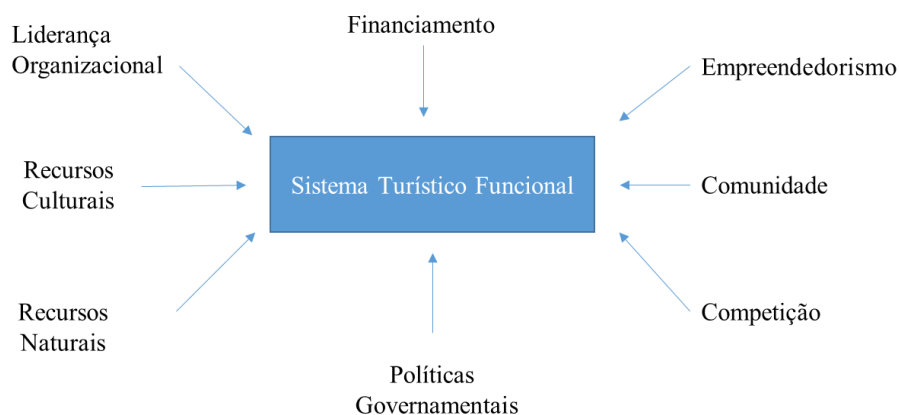 Financiamento
Liderança
Organizacional
Empreendedorismo
Recursos
Culturais
Sistema Turístico Funcional
Comunidade
Recursos
Naturais
Competição
Políticas
Governamentais